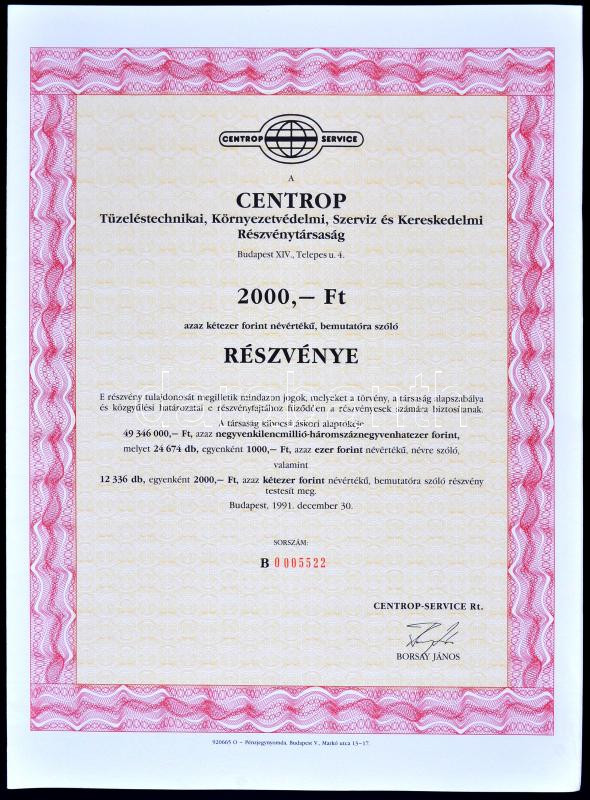 CENTROP SERVICE
A
CENTROP
Tüzeléstechnikai, Környezetvédelmi, Szerviz és Kereskedelmi
Részvénytársaság
Budapest XIV., Telepes u. 4.
2000,— Ft
azaz kétezer forint névértékű, bemutatóra szóló
RÉSZVÉNYE
E részvény tulajdonosát megilletik mindazon jogok, melyeket a törvény, a társaság alapszabálya
és közgyűlési határozatai e részvényfajtához fűződően a részvényesek számára biztosítanak.
A társaság kibocsátáskori alaptőkéje
49 346 000,— Ft, azaz negyvenkilencmillió-háromszáznegyvenhatezer forint,
melyet 24 674 db, egyenként 1000,— Ft, azaz ezer forint névértékű, névre szóló,
valamint
12 336 db, egyenként 2000,— Ft, azaz kétezer forint névértékű, bemutatóra szóló részvény
testesít meg.
Budapest, 1991. december 30.
SORSZÁM:
B 0005522
CENTROP-SERVICE Rt.
BORSAY JÁNOS
920665 O – Pénzjegynyomda, Budapest V., Markó utca 13–17.